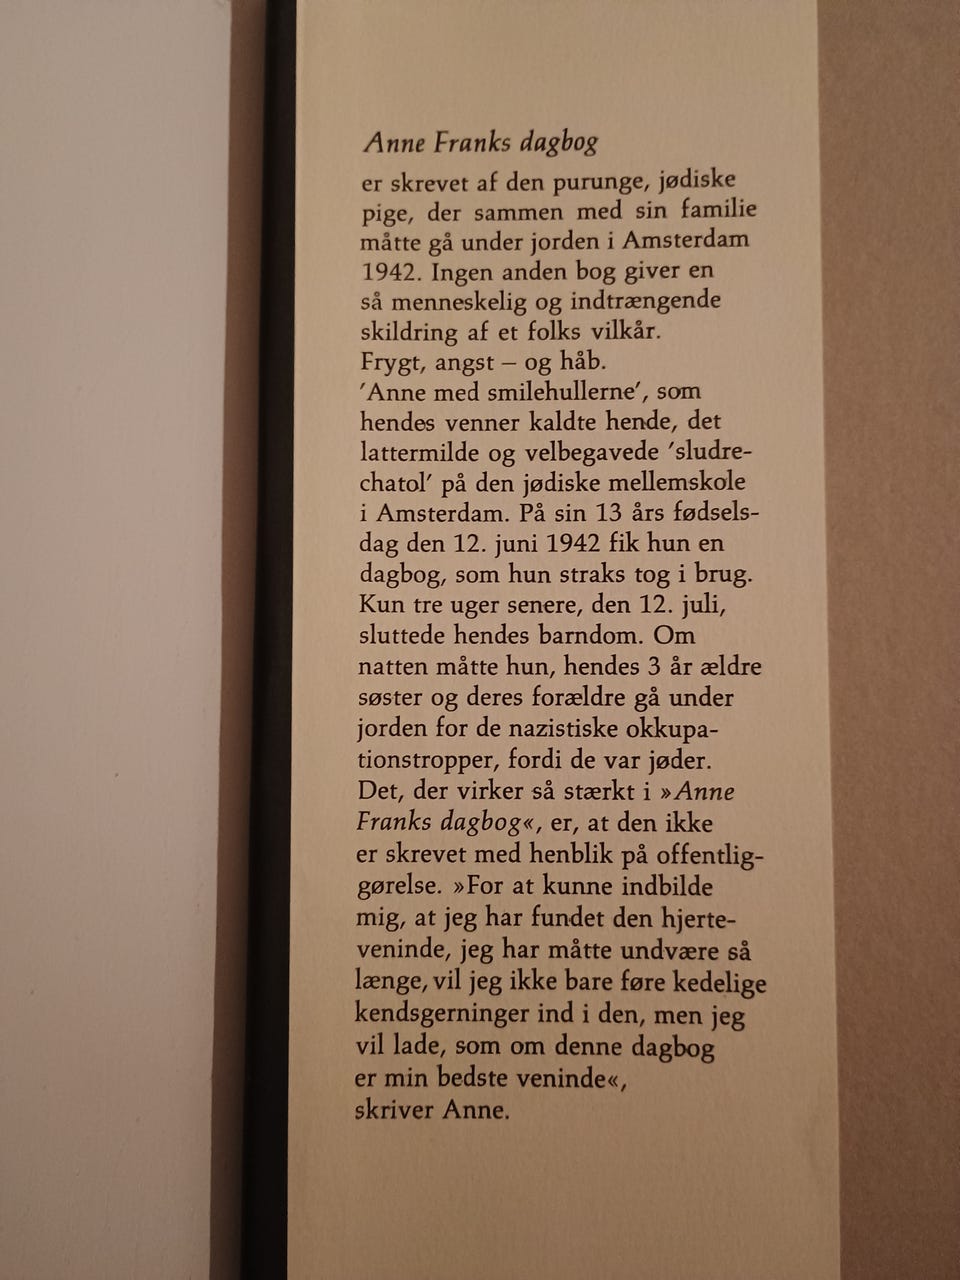 Anne Franks dagbog
er skrevet af den purunge, jødiske
pige, der sammen med sin familie
måtte gå under jorden i Amsterdam
1942. Ingen anden bog giver en
så menneskelig og indtrængende
skildring af et folks vilkår.
Frygt, angst – og håb.
'Anne med smilehullerne', som
hendes venner kaldte hende, det
lattermilde og velbegavede 'sludre-
chatol' på den jødiske mellemskole
i Amsterdam. På sin 13 års fødsels-
dag den 12. juni 1942 fik hun en
dagbog, som hun straks tog i brug.
Kun tre uger senere, den 12. juli,
sluttede hendes barndom. Om
natten måtte hun, hendes 3 år ældre
søster og deres forældre gå under
jorden for de nazistiske okkupa-
tionstropper, fordi de var jøder.
Det, der virker så stærkt i »Anne
Franks dagbog«, er, at den ikke
er skrevet med henblik på offentlig-
gørelse. »For at kunne indbilde
mig, at jeg har fundet den hjerte-
veninde, jeg har måtte undvære så
længe, vil jeg ikke bare føre kedelige
kendsgerninger ind i den, men jeg
vil lade, som om denne dagbog
er min bedste veninde«,
skriver Anne.